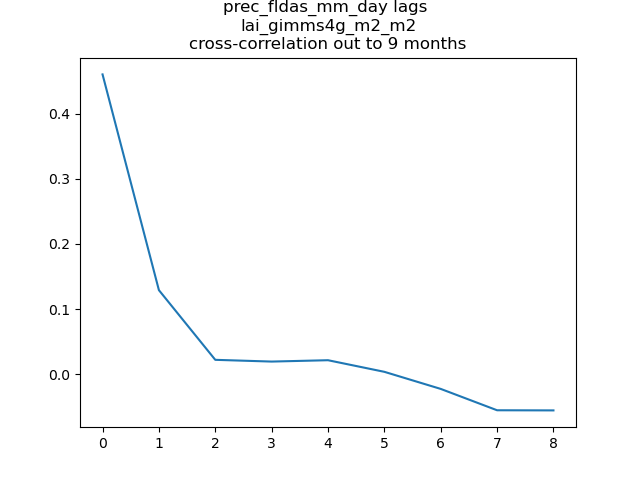 prec_fldas_mm_day lags
lai_gimms4g_m2_m2
cross-correlation out to 9 months
0.4
0.3
0.2
0.1
0.0
0 1 2 3 4 5 6 7 8